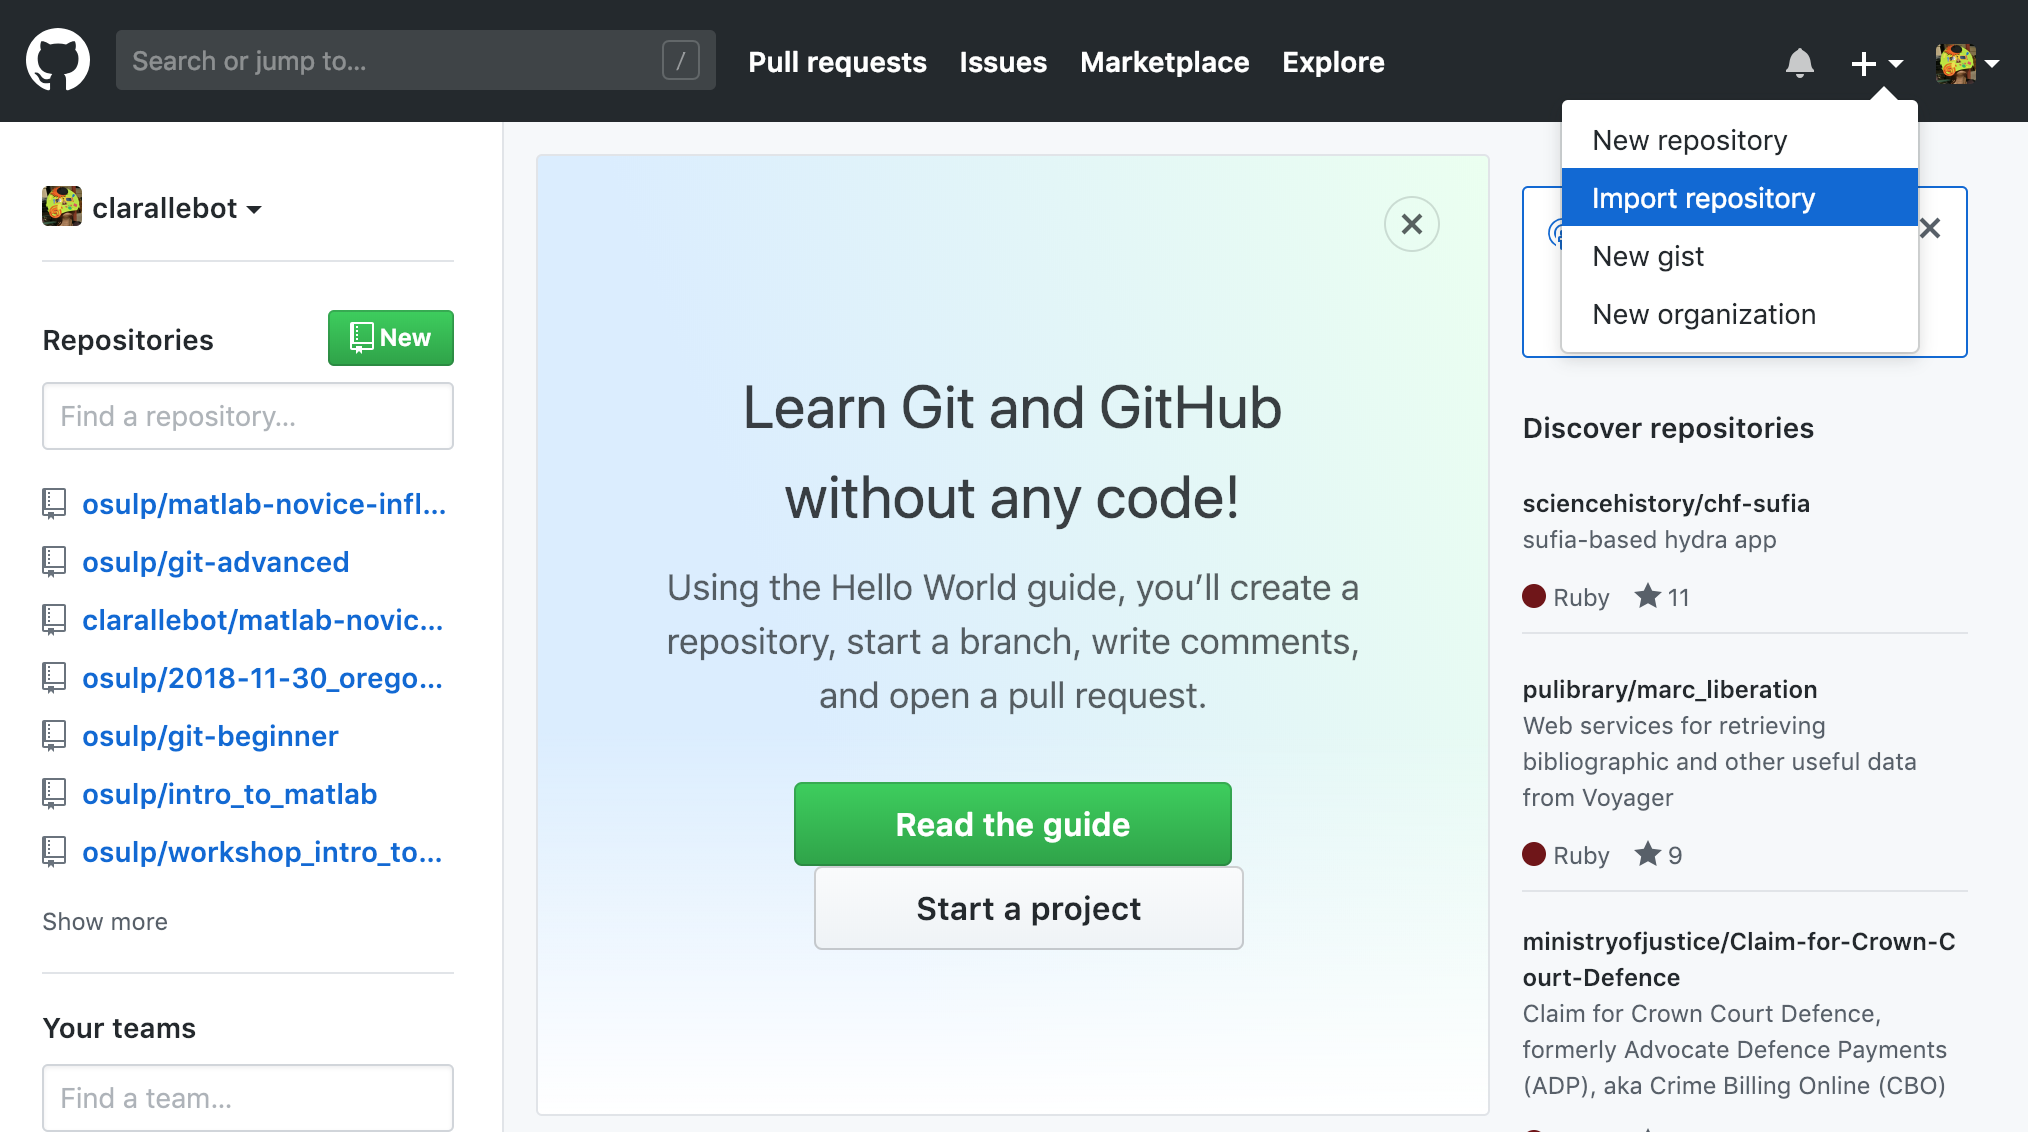 Search or jump to...
/
Pull requests
Issues
Marketplace
Explore
New repository
Import repository
New gist
New organization
clarallebot
Repositories
New
Find a repository...
osulp/matlab-novice-infl...
osulp/git-advanced
clarallebot/matlab-novic...
osulp/2018-11-30_orego...
osulp/git-beginner
osulp/intro_to_matlab
osulp/workshop_intro_to...
Show more
Your teams
Find a team...
Learn Git and GitHub
without any code!
Using the Hello World guide, you’ll create a
repository, start a branch, write comments,
and open a pull request.
Read the guide
Start a project
Discover repositories
sciencehistory/chf-sufia
sufia-based hydra app
Ruby 11
pulibrary/marc_liberation
Web services for retrieving
bibliographic and other useful data
from Voyager
Ruby 9
ministryofjustice/Claim-for-Crown-C
ourt-Defence
Claim for Crown Court Defence,
formerly Advocate Defence Payments
(ADP), aka Crime Billing Online (CBO)